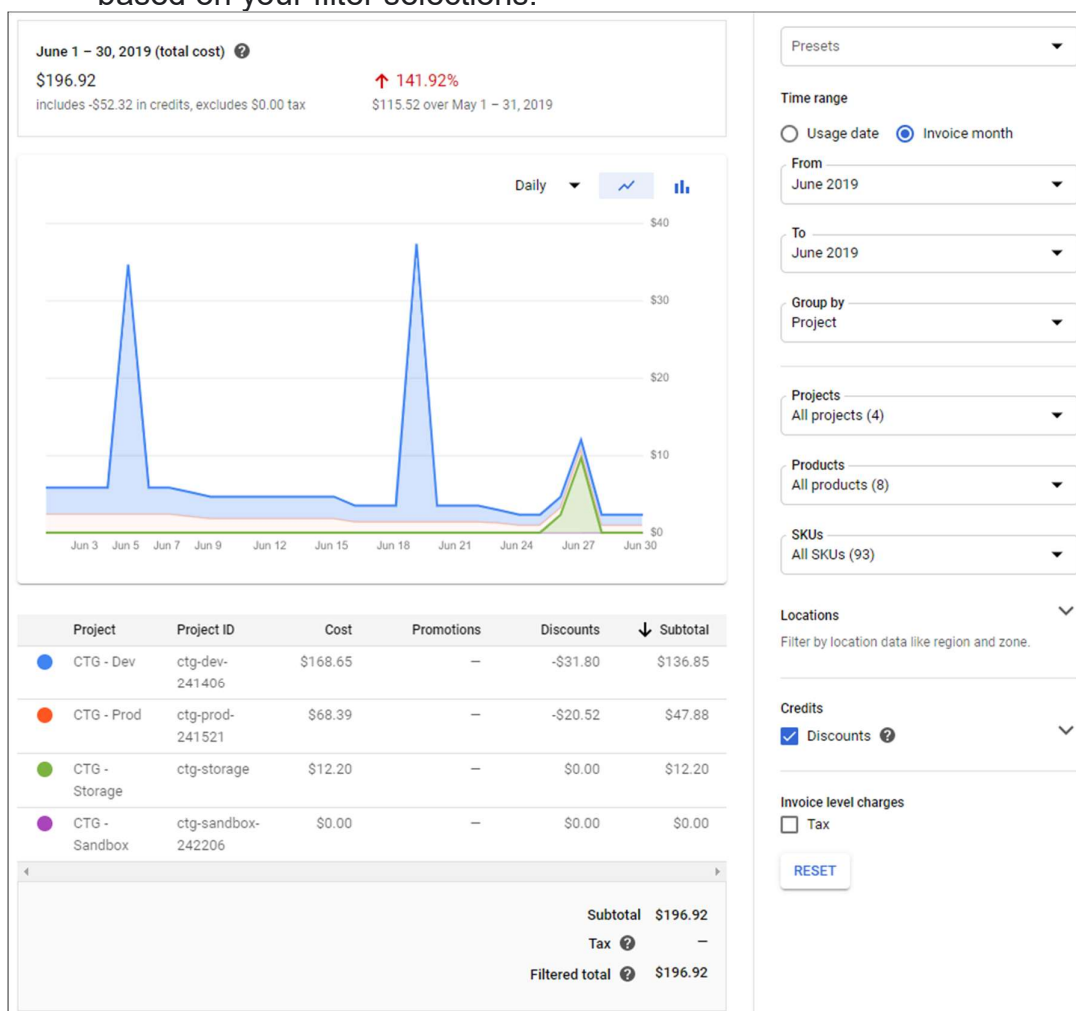 based on your filter selections.
June 1 – 30, 2019 (total cost)
$196.92
includes -$52.32 in credits, excludes $0.00 tax
141.92%
$115.52 over May 1 – 31, 2019
Daily
$40
$30
$20
$10
$0
Jun 3 Jun 5 Jun 7 Jun 9 Jun 12 Jun 15 Jun 18 Jun 21 Jun 24 Jun 27 Jun 30
Project Project ID Cost Promotions Discounts Subtotal
CTG - Dev ctg-dev- $168.65 – -$31.80 $136.85
241406
CTG - Prod ctg-prod- $68.39 – -$20.52 $47.88
241521
CTG - ctg-storage $12.20 – $0.00 $12.20
Storage
CTG - ctg-sandbox- $0.00 – $0.00 $0.00
Sandbox 242206
Subtotal $196.92
Tax –
Filtered total $196.92
Presets
Time range
Usage date Invoice month
From
June 2019
To
June 2019
Group by
Project
Projects
All projects (4)
Products
All products (8)
SKUs
All SKUs (93)
Locations
Filter by location data like region and zone.
Credits
Discounts
Invoice level charges
Tax
RESET